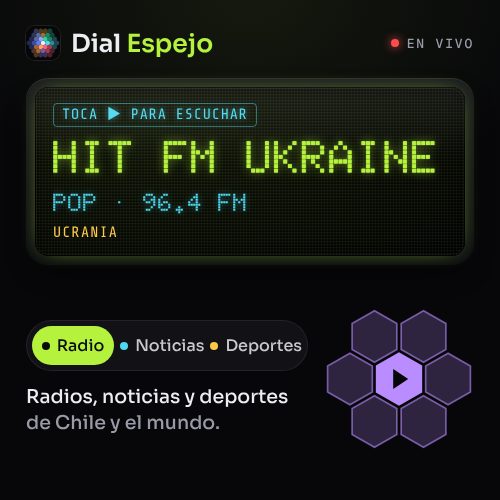 Dial Espejo
EN VIVO
TOCA ▶ PARA ESCUCHAR
HIT FM UKRAINE
POP · 96.4 FM
UCRANIA
Radio Noticias Deportes
Radios, noticias y deportes
de Chile y el mundo.